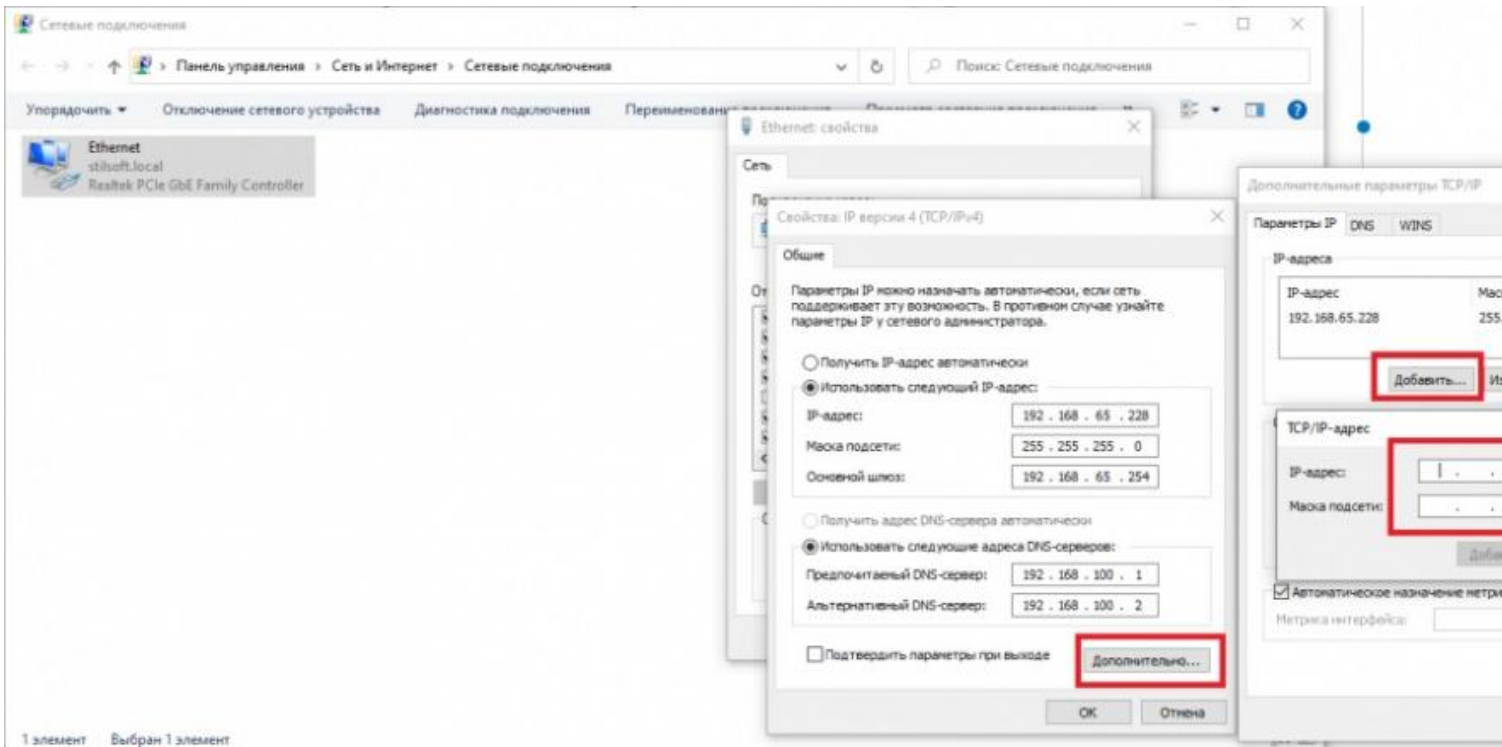 Сетевые подключения
Панель управления › Сеть и Интернет › Сетевые подключения
Поиск: Сетевые подключения
Упорядочить
Отключение сетевого устройства
Диагностика подключения
Ethernet
stilsoft.local
Realtek PCIe GbE Family Controller
1 элемент
Выбран 1 элемент
Ethernet: свойства
Сеть
Свойства: IP версии 4 (TCP/IPv4)
Общие
Параметры IP можно назначать автоматически, если сеть
поддерживает эту возможность. В противном случае узнайте
параметры IP у сетевого администратора.
Получить IP-адрес автоматически
Использовать следующий IP-адрес:
IP-адрес: 192 . 168 . 65 . 228
Маска подсети: 255 . 255 . 255 . 0
Основной шлюз: 192 . 168 . 65 . 254
Получить адрес DNS-сервера автоматически
Использовать следующие адреса DNS-серверов:
Предпочитаемый DNS-сервер: 192 . 168 . 100 . 1
Альтернативный DNS-сервер: 192 . 168 . 100 . 2
Подтвердить параметры при выходе
Дополнительно...
OK
Отмена
Дополнительные параметры TCP/IP
Параметры IP
DNS
WINS
IP-адреса
IP-адрес
192.168.65.228
255.
Добавить...
TCP/IP-адрес
IP-адрес:
Маска подсети:
Автоматическое назначение
Метрика интерфейса: